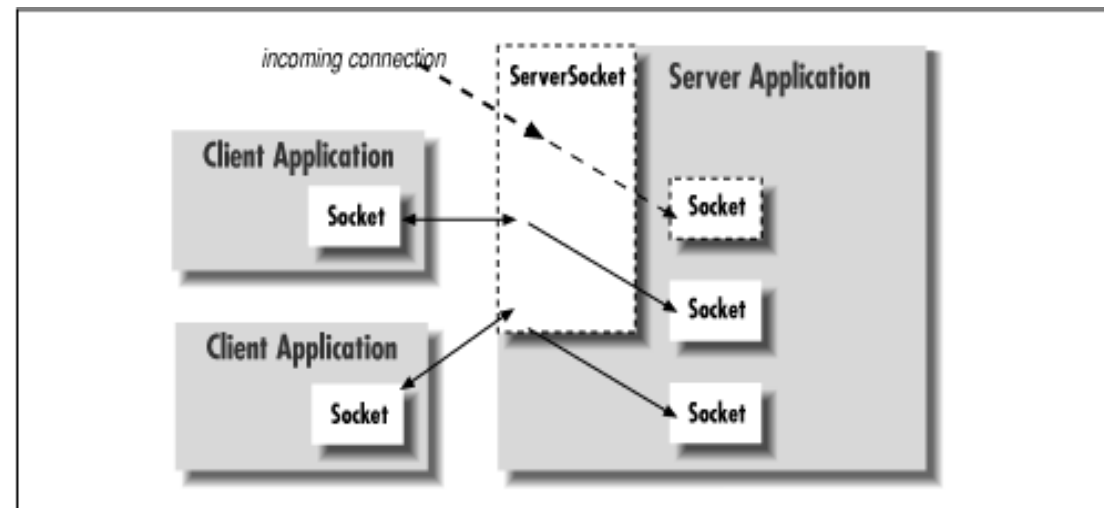 incoming connection
ServerSocket
Server Application
Client Application
Socket
Socket
Socket
Client Application
Socket
Socket